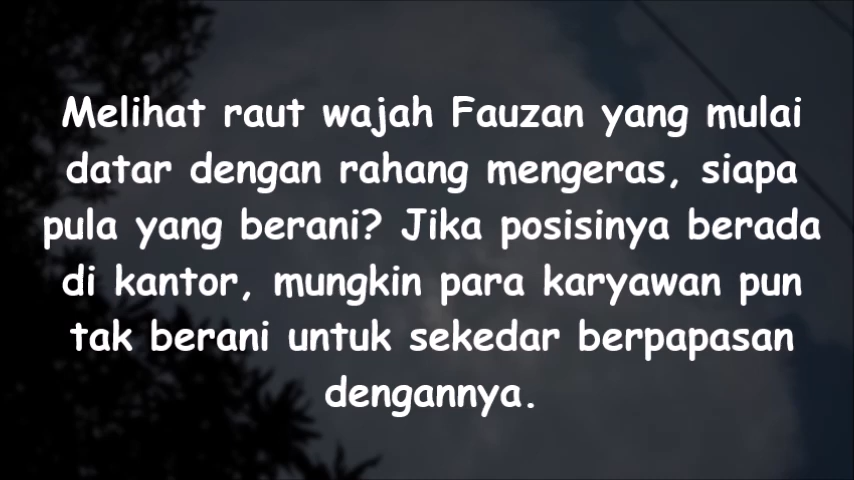 Melihat raut wajah Fauzan yang mulai
datar dengan rahang mengeras, siapa
pula yang berani? Jika posisinya berada
di kantor, mungkin para karyawan pun
tak berani untuk sekedar berpapasan
dengannya.